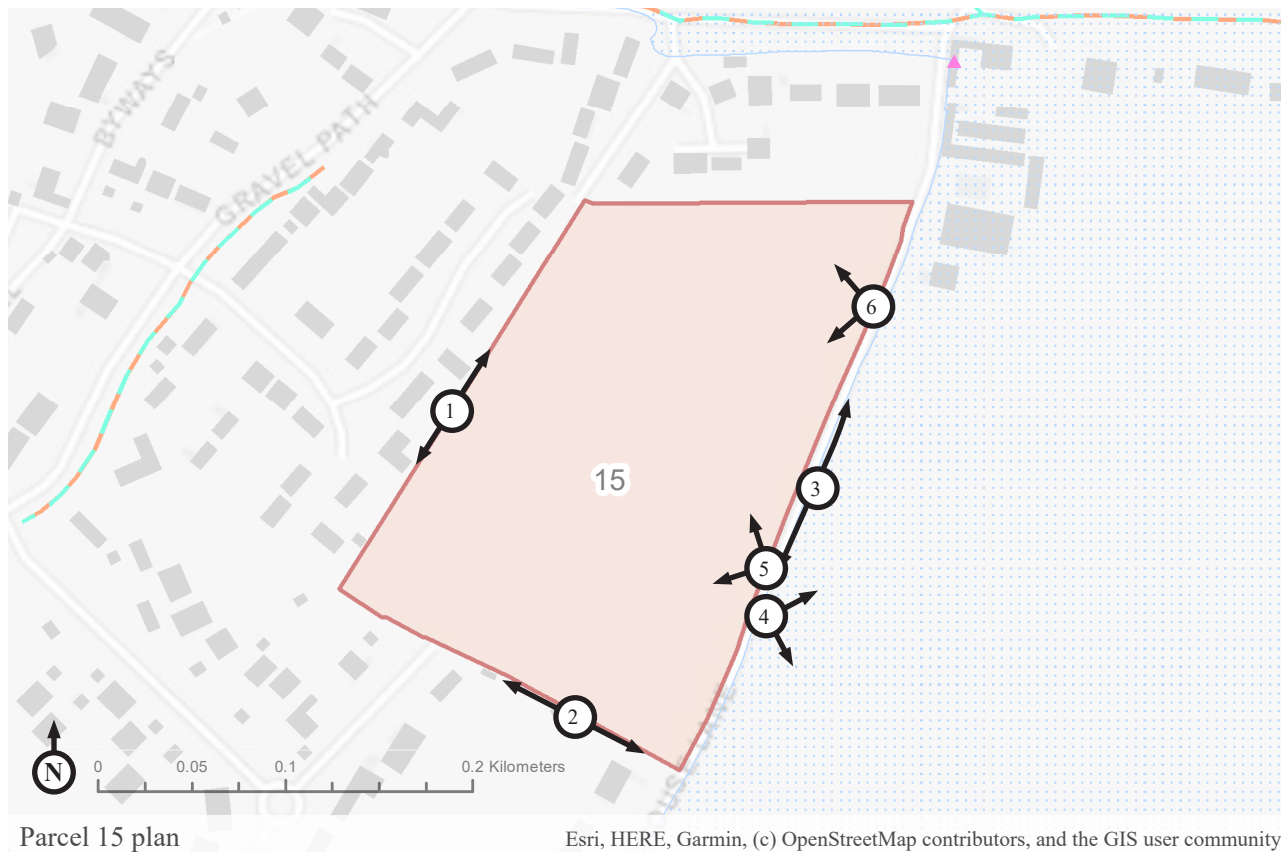 BYWAYS
GRAVEL PATH
6
1
15
3
5
4
2
N
0 0.05 0.1 0.2 Kilometers
Parcel 15 plan
Esri, HERE, Garmin, (c) OpenStreetMap contributors, and the GIS user community